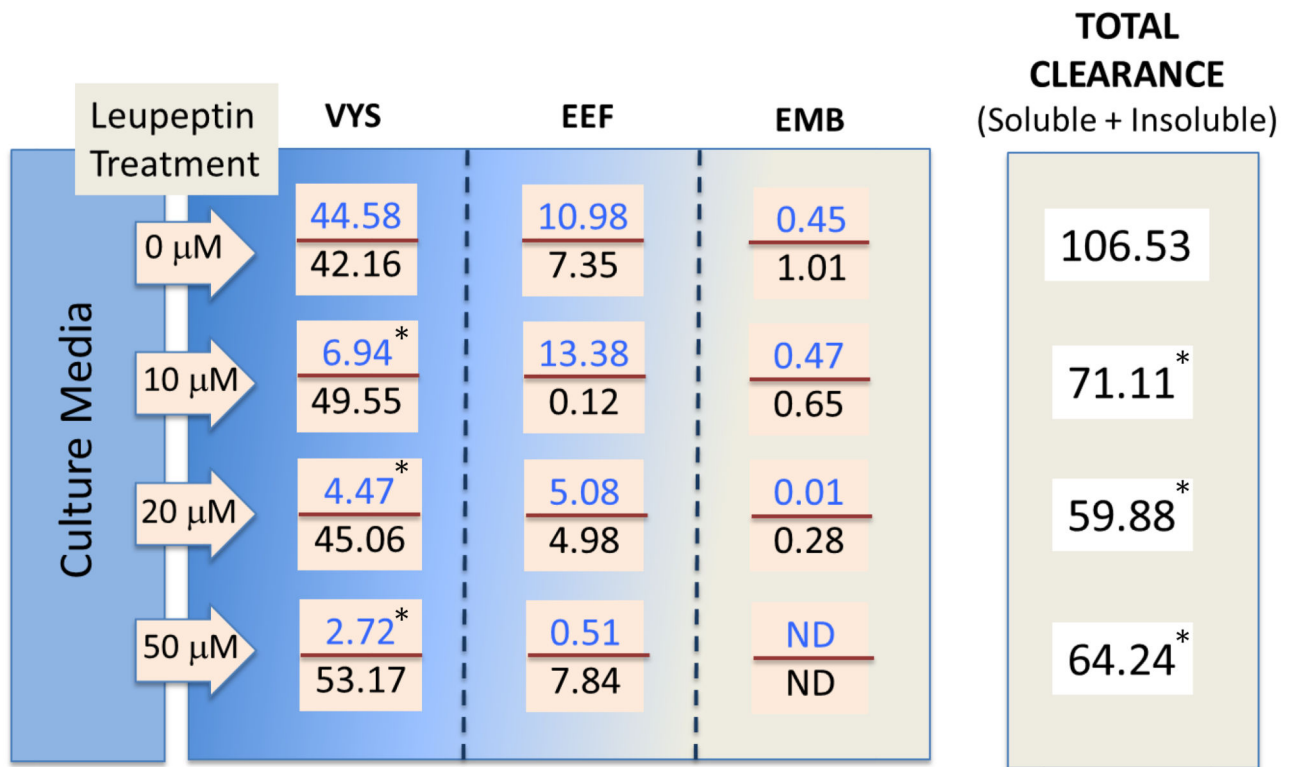 TOTAL
CLEARANCE
(Soluble + Insoluble)
Leupeptin
Treatment
VYS
EEF
EMB
Culture Media
0 μM
44.58
42.16
10.98
7.35
0.45
1.01
106.53
10 μM
6.94*
49.55
13.38
0.12
0.47
0.65
71.11*
20 μM
4.47*
45.06
5.08
4.98
0.01
0.28
59.88*
50 μM
2.72*
53.17
0.51
7.84
ND
ND
64.24*